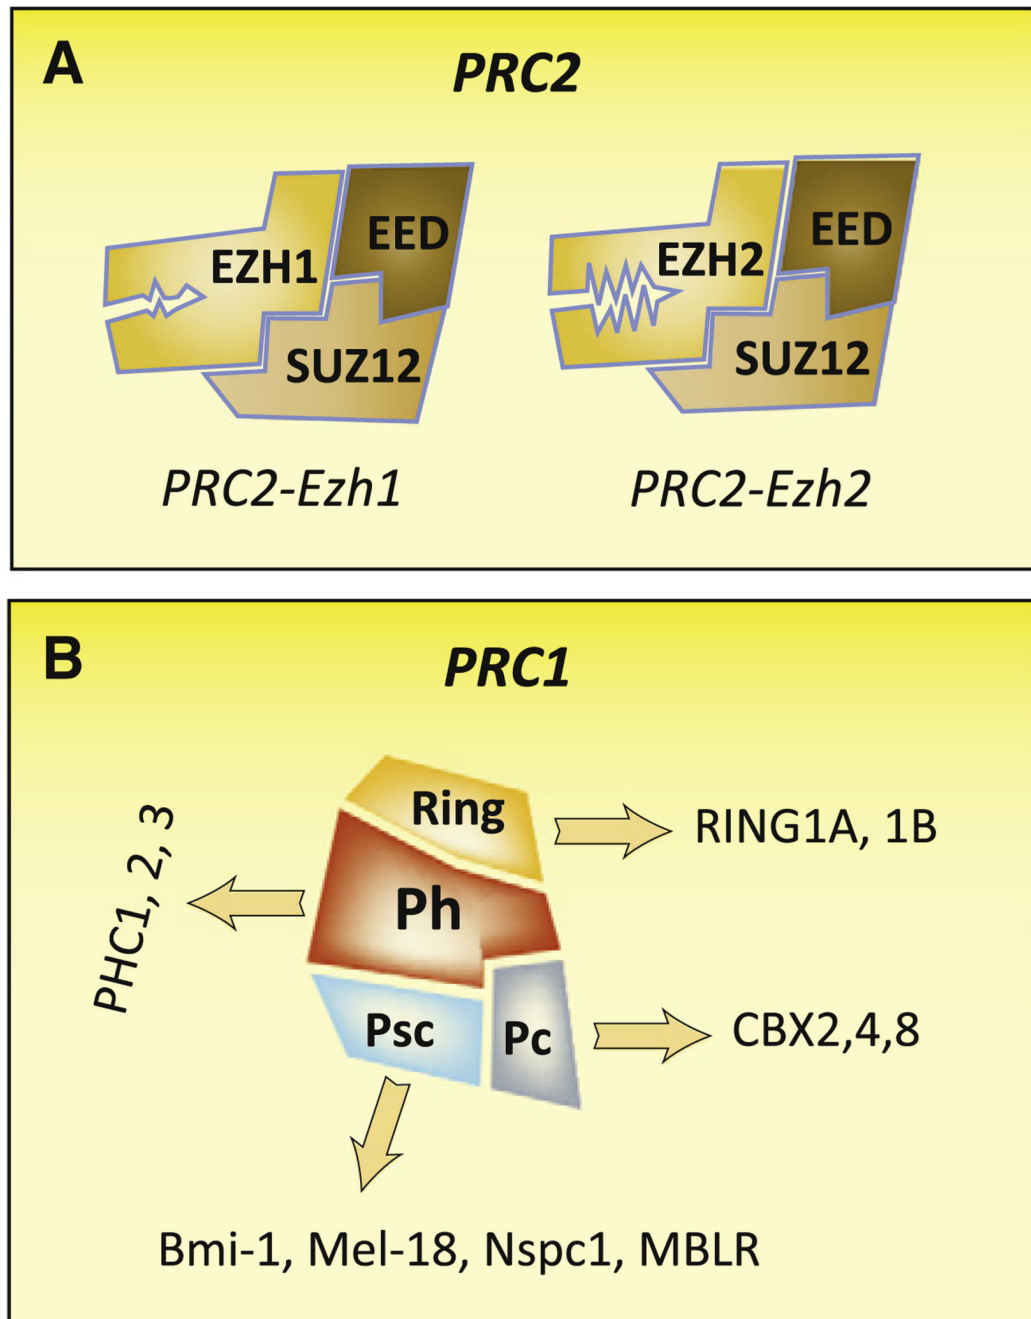 A
PRC2
EZH1
EED
SUZ12
EZH2
EED
SUZ12
PRC2-Ezh1
PRC2-Ezh2
B
PRC1
Ring
RING1A, 1B
PHC1, 2, 3
Ph
Psc
Pc
CBX2,4,8
Bmi-1, Mel-18, Nspc1, MBLR